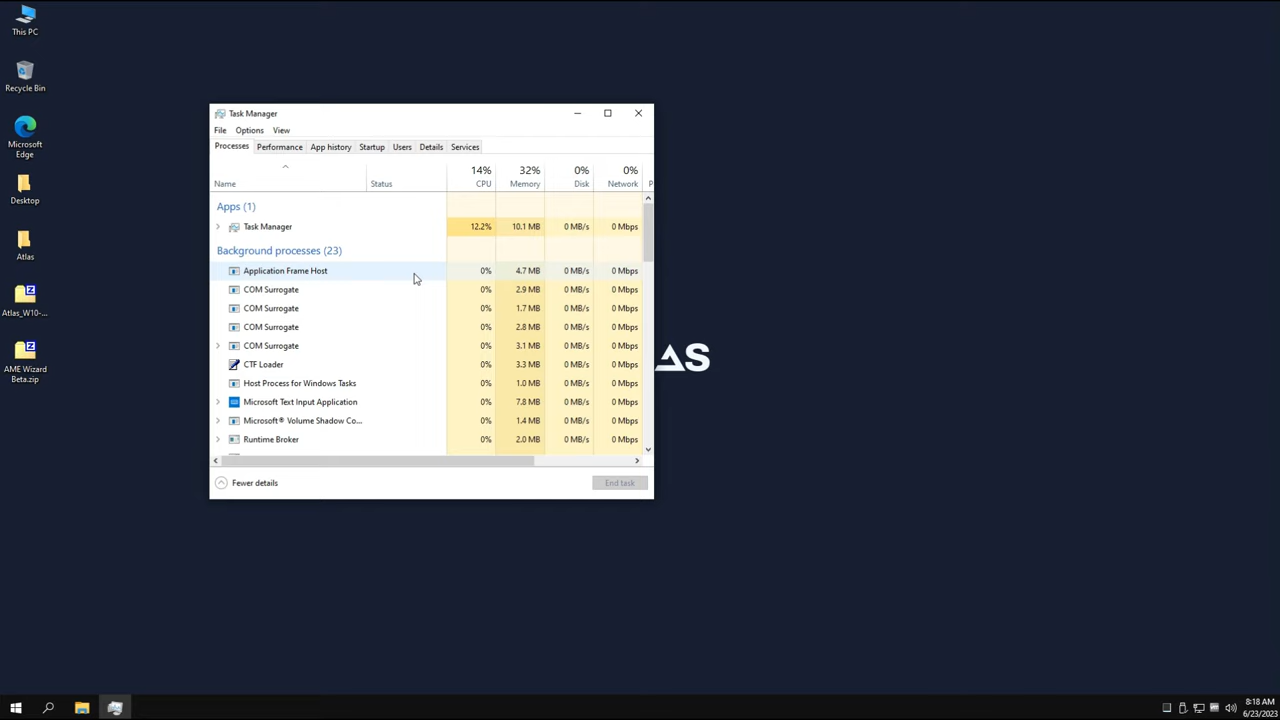 This PC
Recycle Bin
Microsoft
Edge
Desktop
Atlas
Atlas_W10-...
AME Wizard
Beta.zip
Task Manager
File Options View
Processes Performance App history Startup Users Details Services
14% 32% 0% 0%
Name Status CPU Memory Disk Network P
Apps (1)
Task Manager 12.2% 10.1 MB 0 MB/s 0 Mbps
Background processes (23)
Application Frame Host 0% 4.7 MB 0 MB/s 0 Mbps
COM Surrogate 0% 2.9 MB 0 MB/s 0 Mbps
COM Surrogate 0% 1.7 MB 0 MB/s 0 Mbps
COM Surrogate 0% 2.8 MB 0 MB/s 0 Mbps
COM Surrogate 0% 3.1 MB 0 MB/s 0 Mbps
CTF Loader 0% 3.3 MB 0 MB/s 0 Mbps
Host Process for Windows Tasks 0% 1.0 MB 0 MB/s 0 Mbps
Microsoft Text Input Application 0% 7.8 MB 0 MB/s 0 Mbps
Microsoft® Volume Shadow Co... 0% 1.4 MB 0 MB/s 0 Mbps
Runtime Broker 0% 2.0 MB 0 MB/s 0 Mbps
Fewer details End task
8:18 AM
6/23/2023